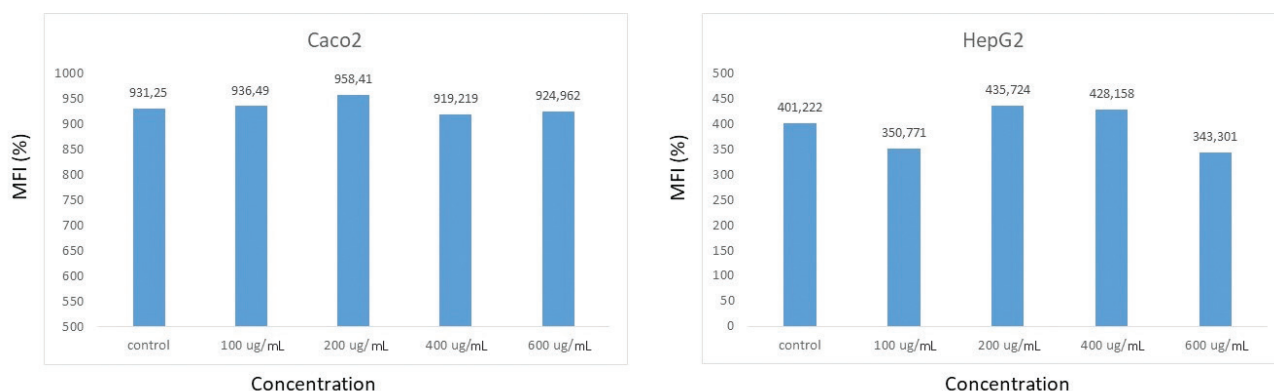 Caco2
MFI (%)
1000
950
900
850
800
750
700
650
600
550
500
931,25
936,49
958,41
919,219
924,962
control
100 ug/mL
200 ug/mL
400 ug/mL
600 ug/mL
Concentration
HepG2
MFI (%)
500
450
400
350
300
250
200
150
100
50
0
401,222
350,771
435,724
428,158
343,301
control
100 ug/mL
200 ug/mL
400 ug/mL
600 ug/mL
Concentration